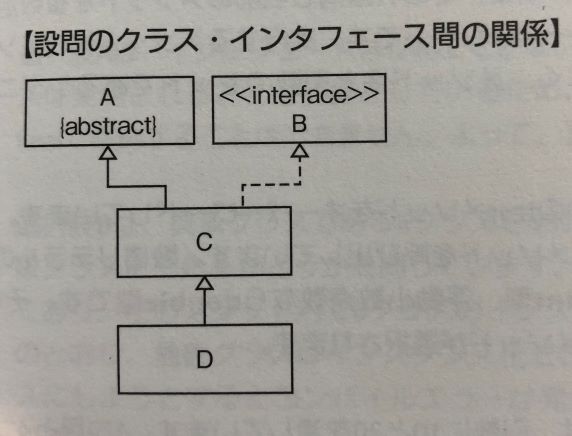 【設問のクラス・インタフェース間の関係】
A
{abstract}
<<interface>>
B
C
D